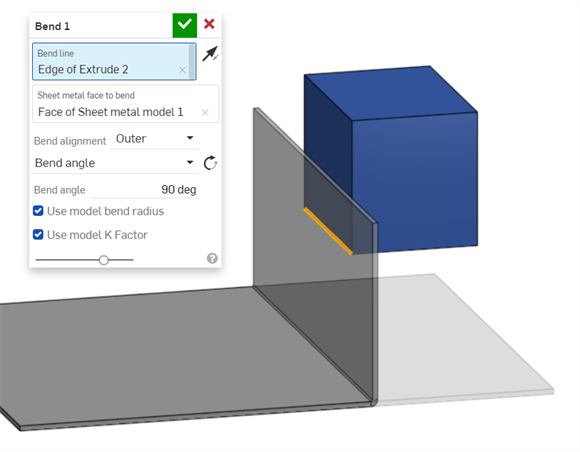 Bend 1
Bend line
Edge of Extrude 2
Sheet metal face to bend
Face of Sheet metal model 1
Bend alignment Outer
Bend angle
Bend angle 90 deg
Use model bend radius
Use model K Factor
?